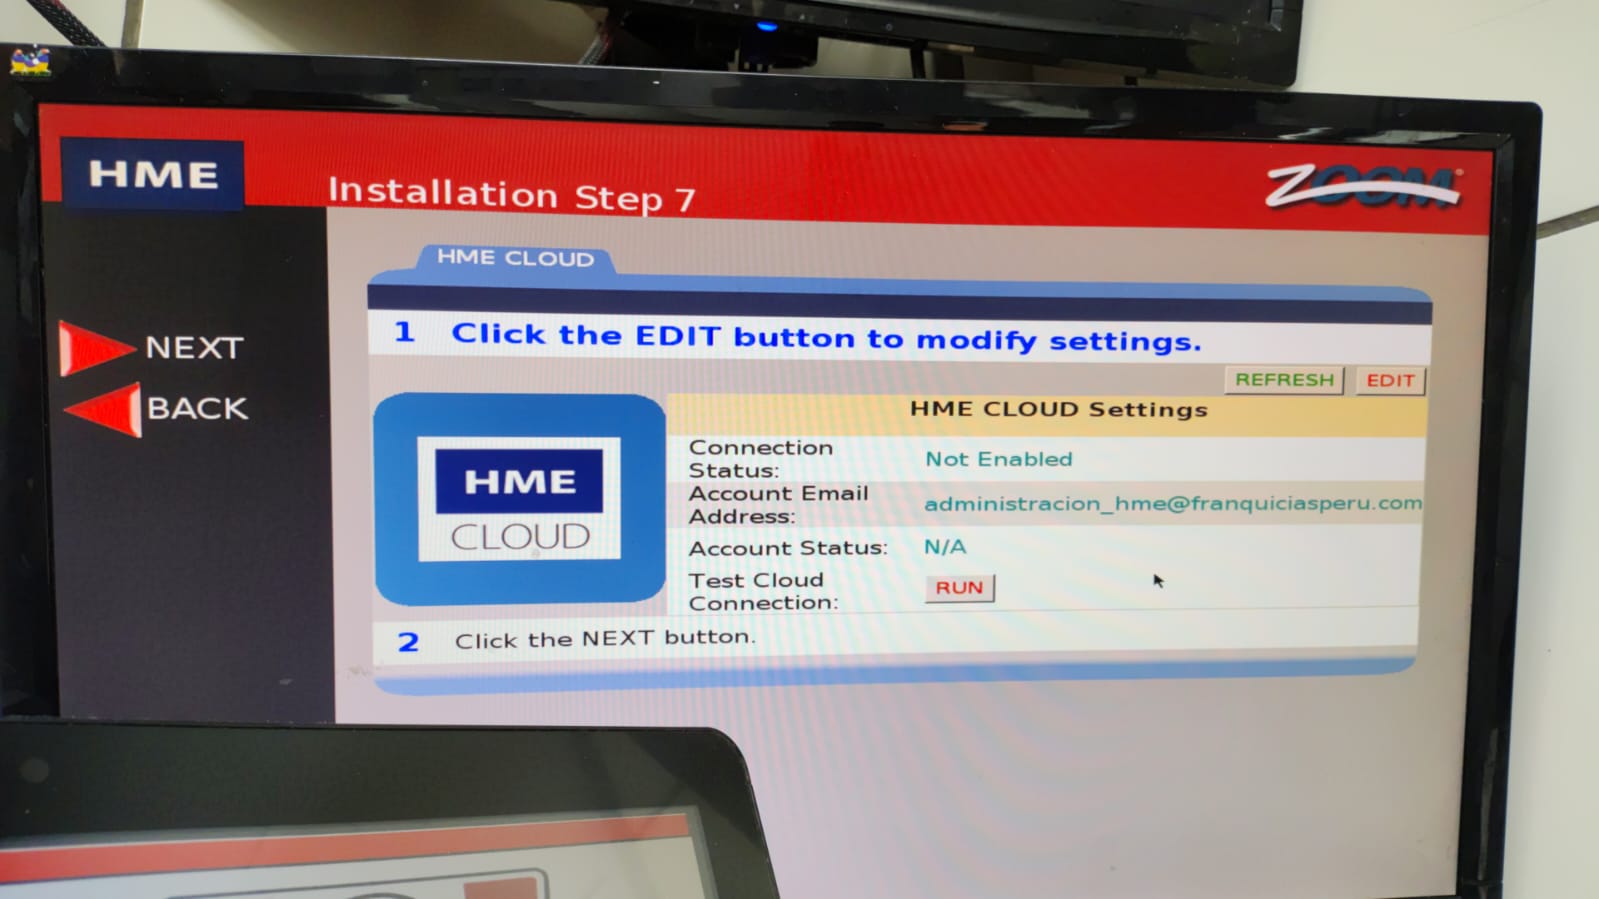 HME
Installation Step 7
ZOOM
HME CLOUD
NEXT
BACK
1 Click the EDIT button to modify settings.
REFRESH EDIT
HME
CLOUD
HME CLOUD Settings
Connection
Status:
Not Enabled
Account Email
Address:
administracion_hme@franquiciasperu.com
Account Status: N/A
Test Cloud
Connection:
RUN
2 Click the NEXT button.